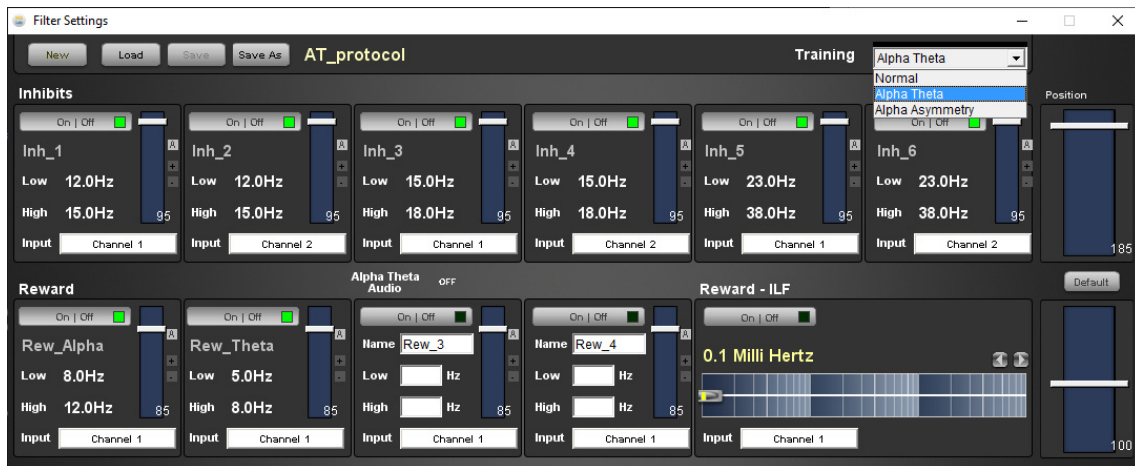 Filter Settings
New Load Save Save As AT_protocol Training Alpha Theta
Normal
Alpha Theta
Alpha Asymmetry
Inhibits Position
On | Off On | Off On | Off On | Off On | Off On | Off
Inh_1 A Inh_2 A Inh_3 A Inh_4 A Inh_5 A Inh_6 A
Low 12.0Hz + - Low 12.0Hz + - Low 15.0Hz + - Low 15.0Hz + - Low 23.0Hz + - Low 23.0Hz + -
High 15.0Hz 95 High 15.0Hz 95 High 18.0Hz 95 High 18.0Hz 95 High 38.0Hz 95 High 38.0Hz 95
Input Channel 1 Input Channel 2 Input Channel 1 Input Channel 2 Input Channel 1 Input Channel 2 185
Reward Alpha Theta Audio OFF Reward - ILF Default
On | Off On | Off On | Off On | Off On | Off
Rew_Alpha A Rew_Theta A Name Rew_3 A Name Rew_4 A 0.1 Milli Hertz
Low 8.0Hz + - Low 5.0Hz + - Low Hz + - Low Hz + -
High 12.0Hz 85 High 8.0Hz 85 High Hz 85 High Hz 85
Input Channel 1 Input Channel 1 Input Channel 1 Input Channel 1 Input Channel 1 100